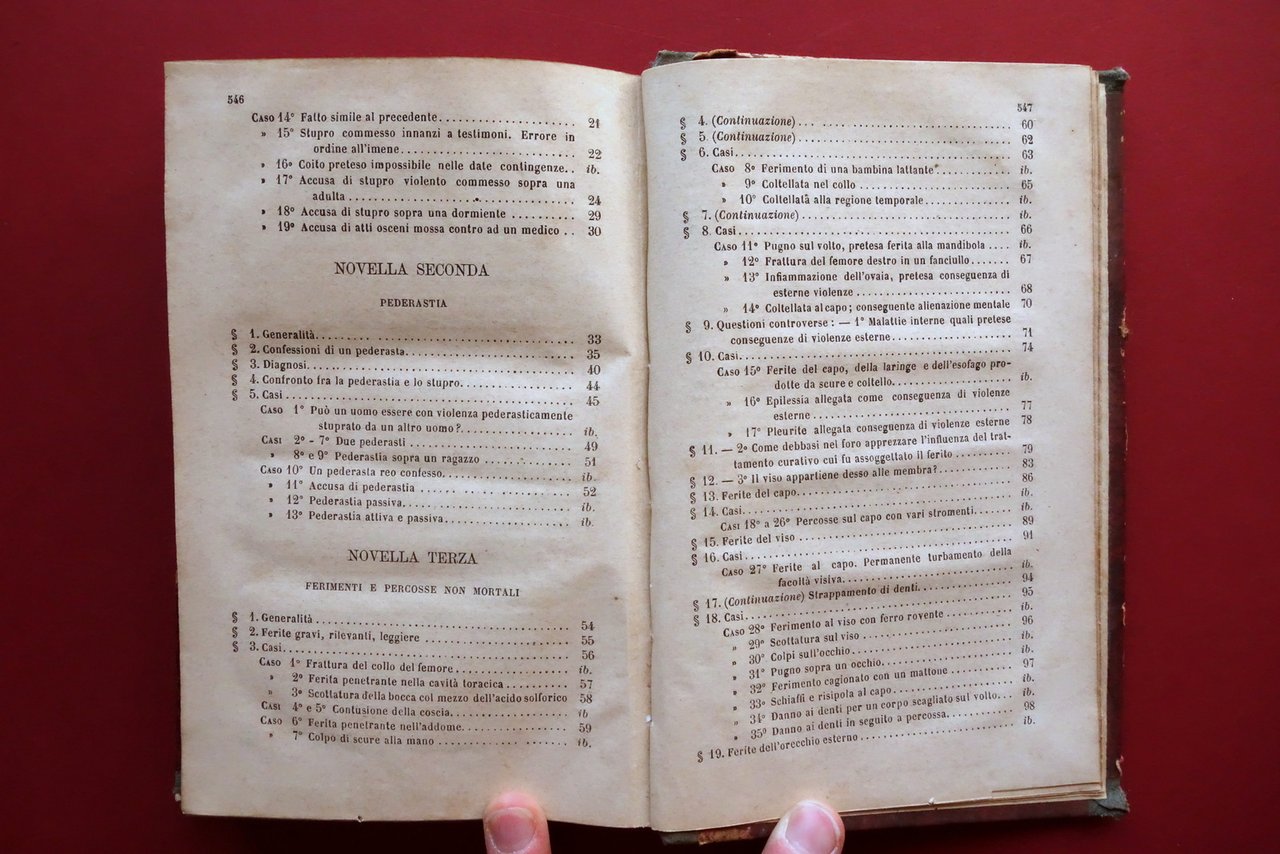 546
CASO 14° Fatto simile al precedente 21
» 15° Stupro commesso innanzi a testimoni. Errore in
ordine all'imene 22
» 16° Coito preteso impossibile nelle date contingenze.. ib.
» 17° Accusa di stupro violento commesso sopra una
adulta 24
» 18° Accusa di stupro sopra una dormiente 29
» 19° Accusa di atti osceni mossa contro ad un medico .. 30
NOVELLA SECONDA
PEDERASTIA
§ 1. Generalità 33
§ 2. Confessioni di un pederasta 35
§ 3. Diagnosi 40
§ 4. Confronto fra la pederastia e lo stupro 44
§ 5. Casi 45
CASO 1° Può un uomo essere con violenza pederasticamente
stuprato da un altro uomo? ib.
CASI 2° - 7° Due pederasti 49
» 8° e 9° Pederastia sopra un ragazzo 51
CASO 10° Un pederasta reo confesso ib.
» 11° Accusa di pederastia 52
» 12° Pederastia passiva ib.
» 13° Pederastia attiva e passiva ib.
NOVELLA TERZA
FERIMENTI E PERCOSSE NON MORTALI
§ 1. Generalità 54
§ 2. Ferite gravi, rilevanti, leggiere 55
§ 3. Casi 56
CASO 1° Frattura del collo del femore ib.
» 2° Ferita penetrante nella cavità toracica 57
» 3° Scottatura della bocca col mezzo dell'acido solforico 58
CASI 4° e 5° Contusione della coscia ib
CASO 6° Ferita penetrante nell'addome 59
» 7° Colpo di scure alla mano ib.
547
§ 4. (Continuazione) 60
§ 5. (Continuazione) 62
§ 6. Casi 63
CASO 8° Ferimento di una bambina lattante ib.
» 9° Coltellata nel collo 65
» 10° Coltellata alla regione temporale ib.
§ 7. (Continuazione) ib.
§ 8. Casi 66
CASO 11° Pugno sul volto, pretesa ferita alla mandibola .... ib.
» 12° Frattura del femore destro in un fanciullo 67
» 13° Infiammazione dell'ovaia, pretesa conseguenza di
esterne violenze 68
» 14° Coltellata al capo; conseguente alienazione mentale 70
§ 9. Questioni controverse: — 1° Malattie interne quali pretese
conseguenze di violenze esterne 71
§ 10. Casi 74
CASO 15° Ferite del capo, della laringe e dell'esofago pro-
dotte da scure e coltello ib.
» 16° Epilessia allegata come conseguenza di violenze
esterne 77
» 17° Pleurite allegata conseguenza di violenze esterne 78
§ 11. — 2° Come debbasi nel foro apprezzare l'influenza del trat-
tamento curativo cui fu assoggettato il ferito 79
§ 12. — 3° Il viso appartiene desso alle membra? 83
§ 13. Ferite del capo 86
§ 14. Casi ib.
CASI 18° a 26° Percosse sul capo con vari stromenti ib.
§ 15. Ferite del viso 89
§ 16. Casi 91
CASO 27° Ferite al capo. Permanente turbamento della
facoltà visiva ib.
§ 17. (Continuazione) Strappamento di denti 94
§ 18. Casi 95
CASO 28° Ferimento al viso con ferro rovente ib.
» 29° Scottatura sul viso 96
» 30° Colpi sull'occhio ib.
» 31° Pugno sopra un occhio ib.
» 32° Ferimento cagionato con un mattone 97
» 33° Schiaffi e risipola al capo ib.
» 34° Danno ai denti per un corpo scagliato sul volto ib.
» 35° Danno ai denti in seguito a percossa 98
§ 19. Ferite dell'orecchio esterno ib.